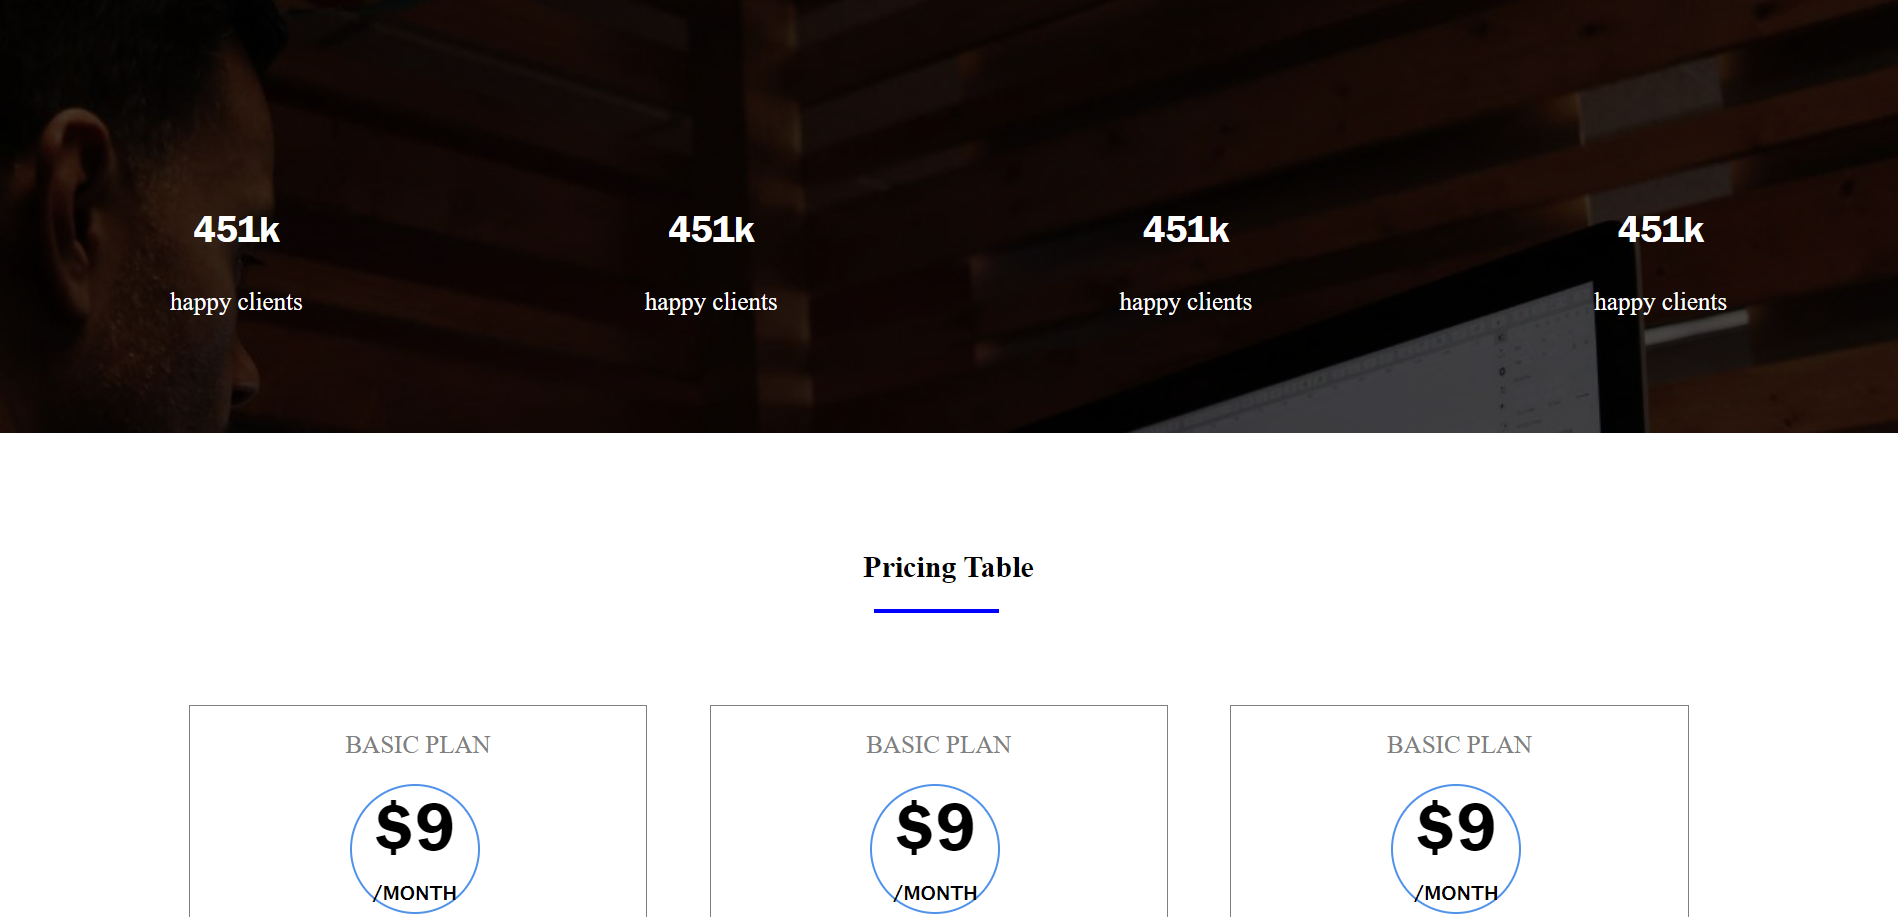 451k 451k 451k 451k
happy clients happy clients happy clients happy clients
Pricing Table
BASIC PLAN BASIC PLAN BASIC PLAN
$9 $9 $9
/MONTH /MONTH /MONTH